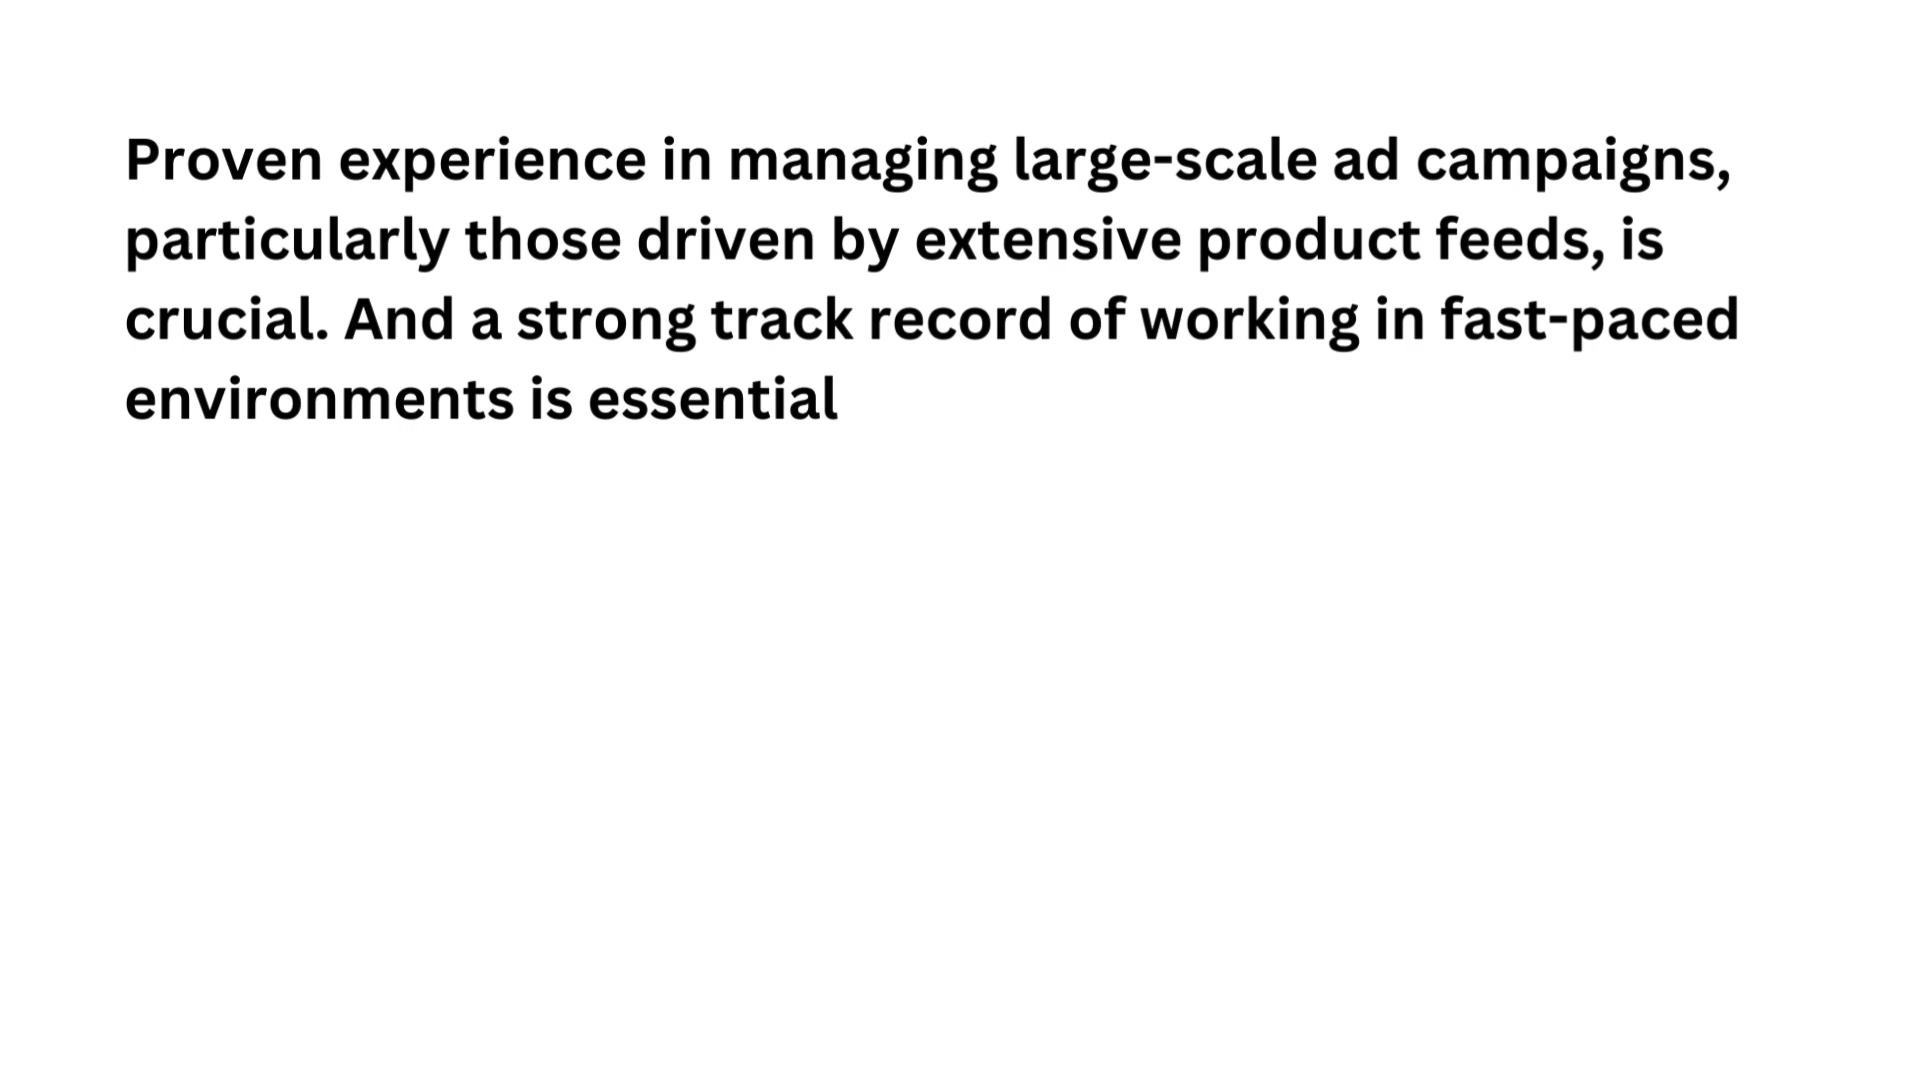 Proven experience in managing large-scale ad campaigns,
particularly those driven by extensive product feeds, is
crucial. And a strong track record of working in fast-paced
environments is essential